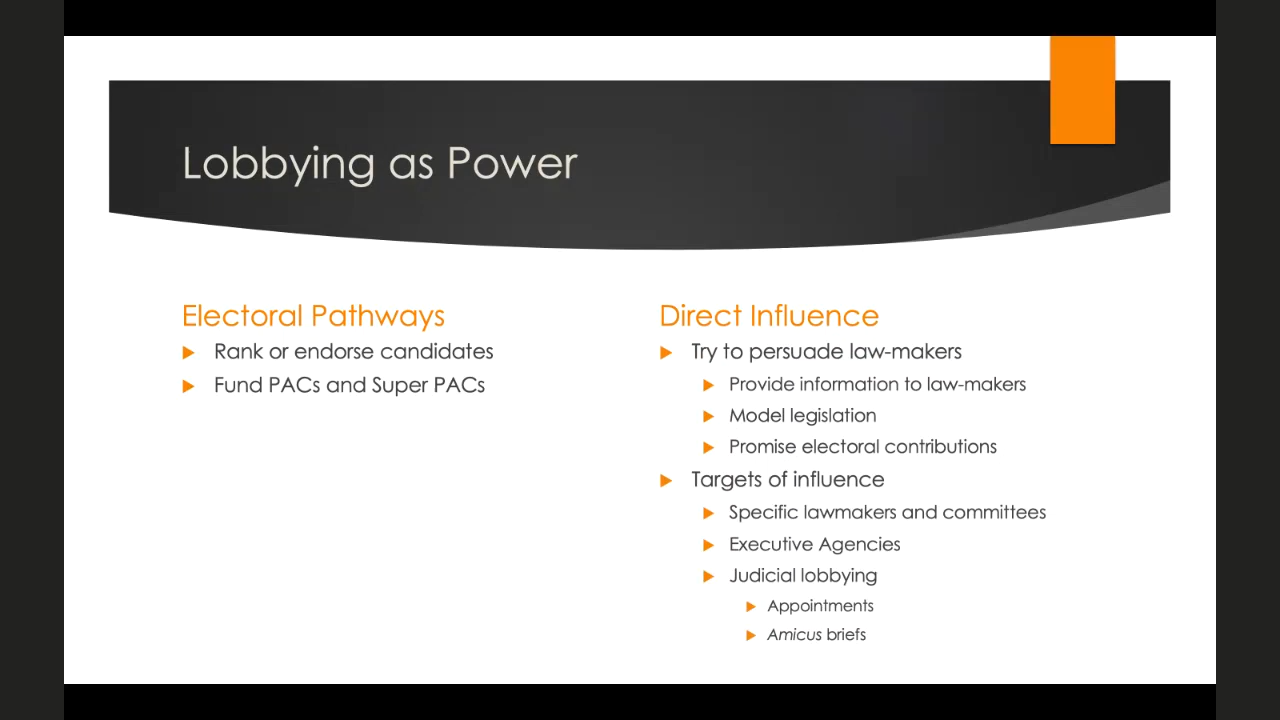 Lobbying as Power
Electoral Pathways
Rank or endorse candidates
Fund PACs and Super PACs
Direct Influence
Try to persuade law-makers
Provide information to law-makers
Model legislation
Promise electoral contributions
Targets of influence
Specific lawmakers and committees
Executive Agencies
Judicial lobbying
Appointments
Amicus briefs